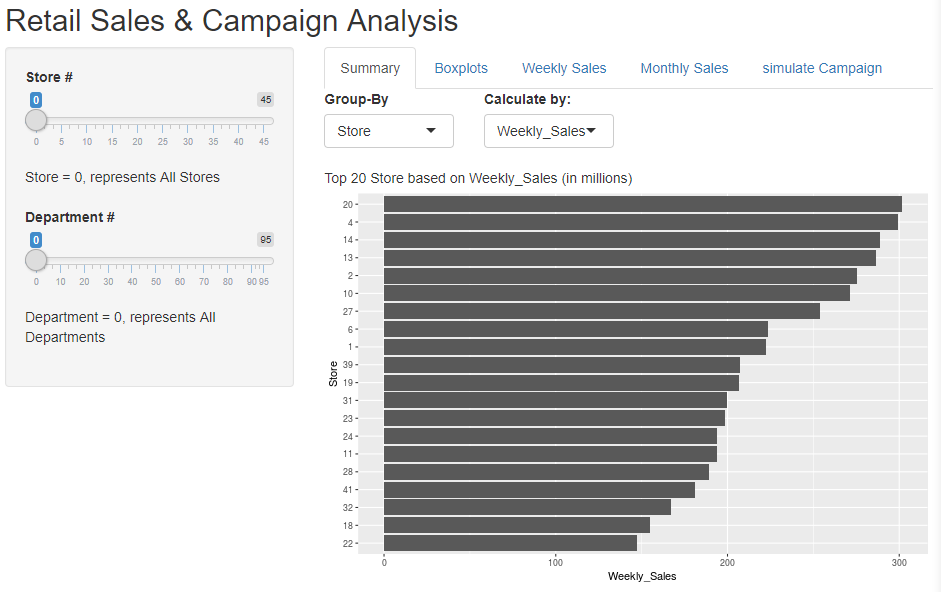 Retail Sales & Campaign Analysis
Store #
0 45
0 5 10 15 20 25 30 35 40 45
Store = 0, represents All Stores
Department #
0 95
0 10 20 30 40 50 60 70 80 90 95
Department = 0, represents All
Departments
Summary Boxplots Weekly Sales Monthly Sales simulate Campaign
Group-By Calculate by:
Store Weekly_Sales
Top 20 Store based on Weekly_Sales (in millions)
Store
20
4
14
13
2
10
27
6
1
39
19
31
23
24
11
28
41
32
18
22
0 100 200 300
Weekly_Sales